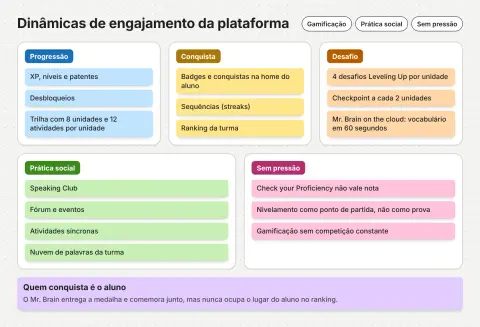 Dinâmicas de engajamento da plataforma
Gamificação
Prática social
Sem pressão
Progressão
XP, níveis e patentes
Desbloqueios
Trilha com 8 unidades e 12
atividades por unidade
Conquista
Badges e conquistas na home do
aluno
Sequências (streaks)
Ranking da turma
Desafio
4 desafios Leveling Up por unidade
Checkpoint a cada 2 unidades
Mr. Brain on the cloud: vocabulário
em 60 segundos
Prática social
Speaking Club
Fórum e eventos
Atividades síncronas
Nuvem de palavras da turma
Sem pressão
Check your Proficiency não vale nota
Nivelamento como ponto de partida, não como prova
Gamificação sem competição constante
Quem conquista é o aluno
O Mr. Brain entrega a medalha e comemora junto, mas nunca ocupa o lugar do aluno no ranking.